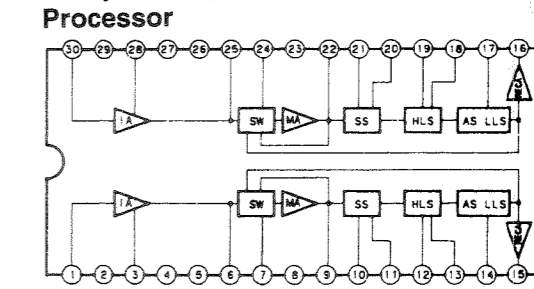 Processor
30 29 28 27 26 25 24 23 22 21 20 19 18 17 16
IA SW MA SS HLS AS LLS
IA SW MA SS HLS AS LLS
1 2 3 4 5 6 7 8 9 10 11 12 13 14 15